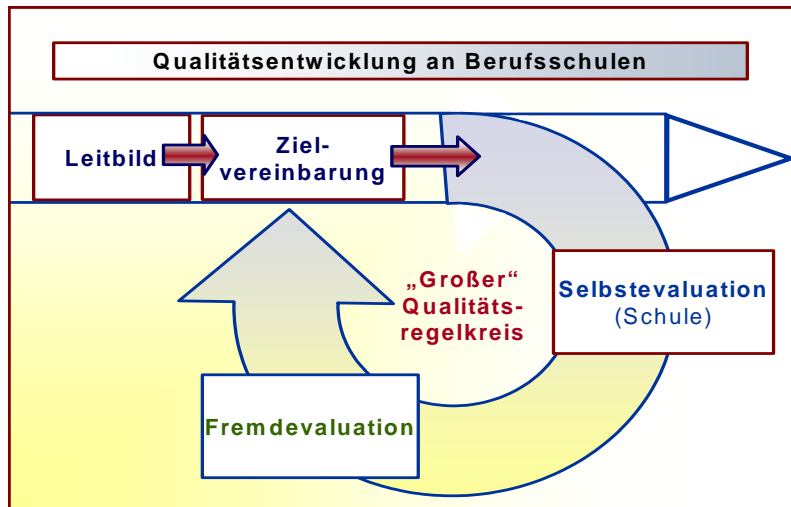 Qualitätsentwicklung an Berufsschulen
Leitbild
Ziel-
vereinbarung
„Großer“
Qualitäts-
regelkreis
Selbstevaluation
(Schule)
Fremdevaluation